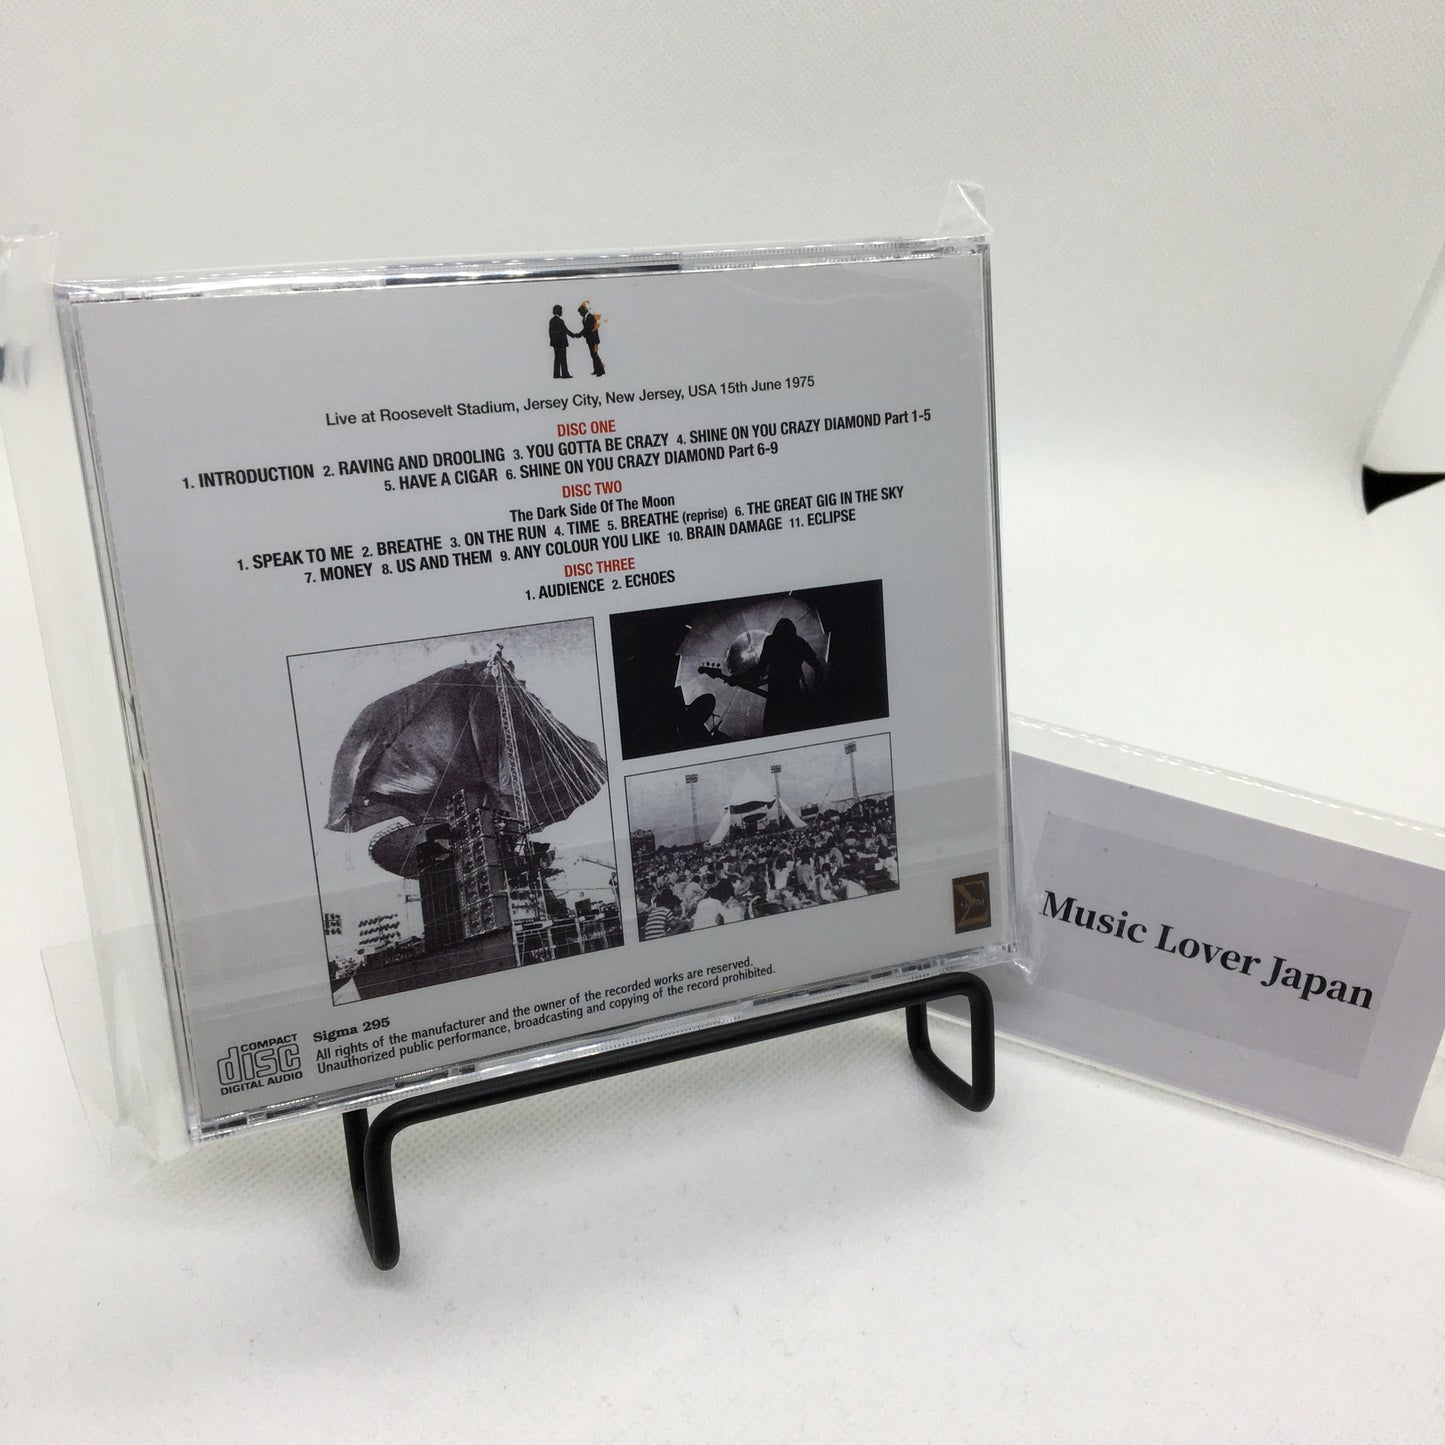 Live at Roosevelt Stadium, Jersey City, New Jersey, USA 15th June 1975
DISC ONE
1. INTRODUCTION 2. RAVING AND DROOLING 3. YOU GOTTA BE CRAZY 4. SHINE ON YOU CRAZY DIAMOND Part 1-5
5. HAVE A CIGAR 6. SHINE ON YOU CRAZY DIAMOND Part 6-9
DISC TWO
The Dark Side Of The Moon
1. SPEAK TO ME 2. BREATHE 3. ON THE RUN 4. TIME 5. BREATHE (reprise) 6. THE GREAT GIG IN THE SKY
7. MONEY 8. US AND THEM 9. ANY COLOUR YOU LIKE 10. BRAIN DAMAGE 11. ECLIPSE
DISC THREE
1. AUDIENCE 2. ECHOES
Sigma
COMPACT
disc
DIGITAL AUDIO
Sigma 295
All rights of the manufacturer and the owner of the recorded works are reserved.
Unauthorized public performance, broadcasting and copying of the record prohibited.
Music Lover Japan